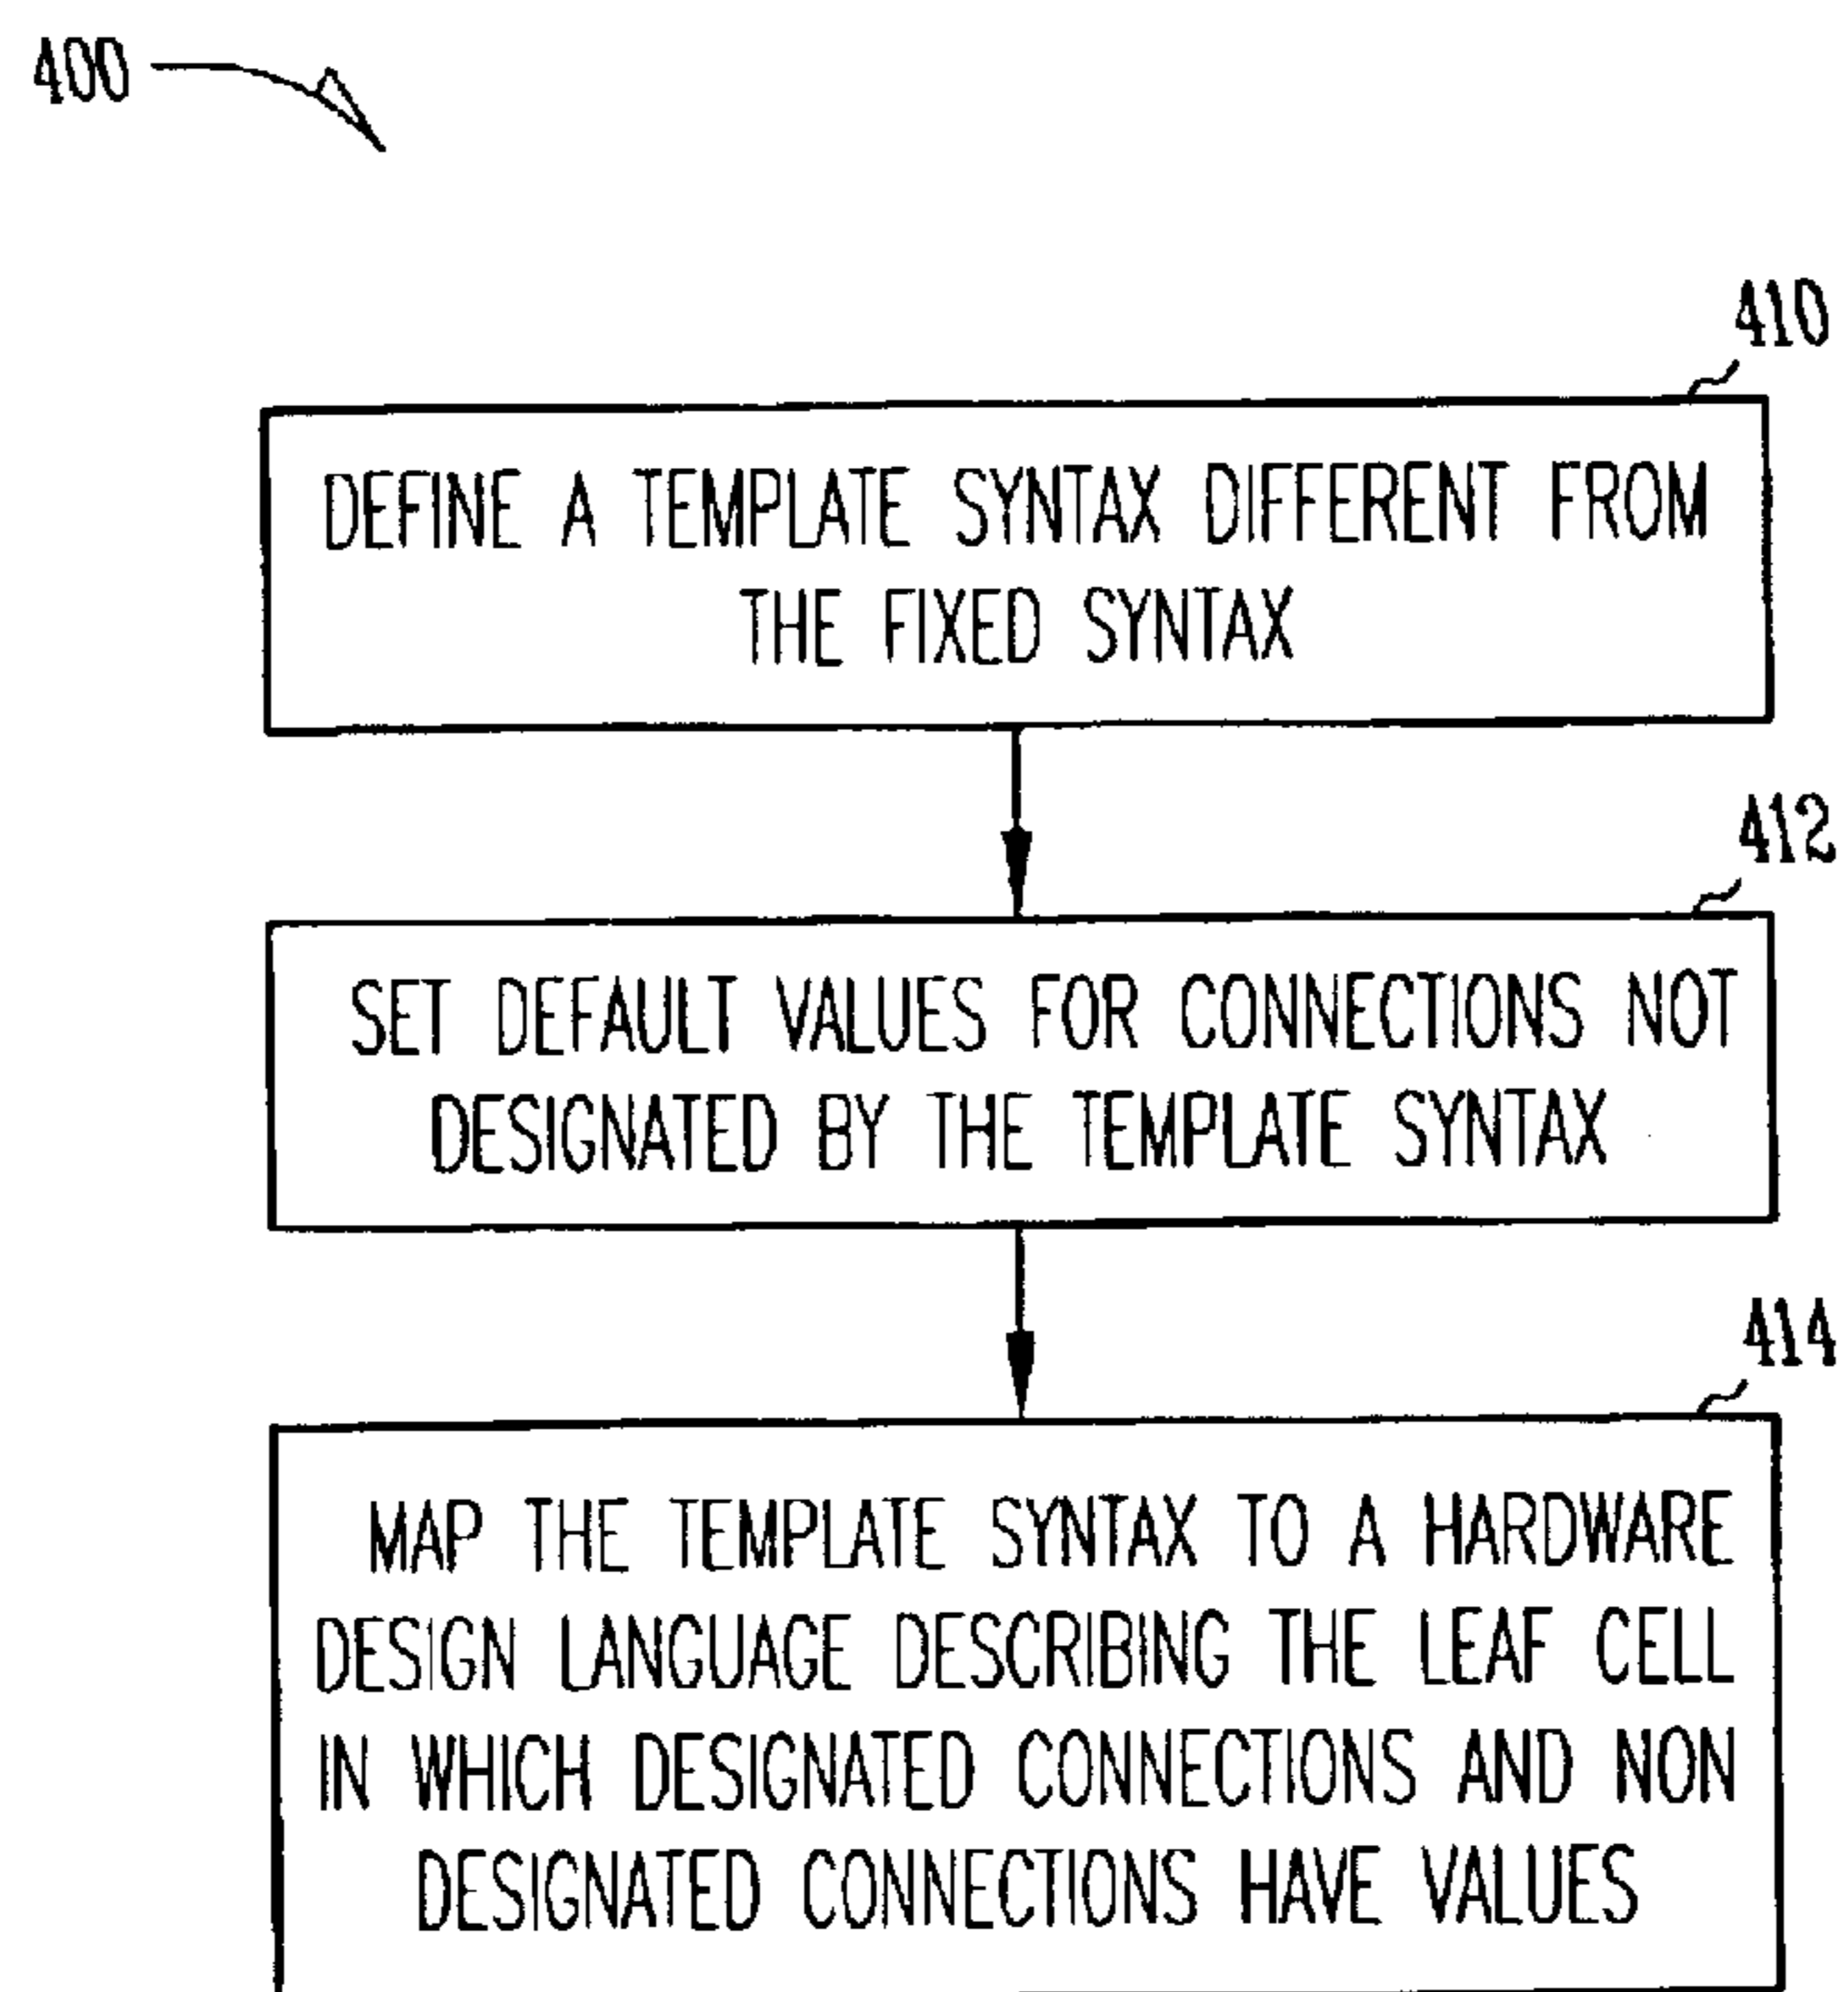 400
410
DEFINE A TEMPLATE SYNTAX DIFFERENT FROM
THE FIXED SYNTAX
412
SET DEFAULT VALUES FOR CONNECTIONS NOT
DESIGNATED BY THE TEMPLATE SYNTAX
414
MAP THE TEMPLATE SYNTAX TO A HARDWARE
DESIGN LANGUAGE DESCRIBING THE LEAF CELL
IN WHICH DESIGNATED CONNECTIONS AND NON
DESIGNATED CONNECTIONS HAVE VALUES